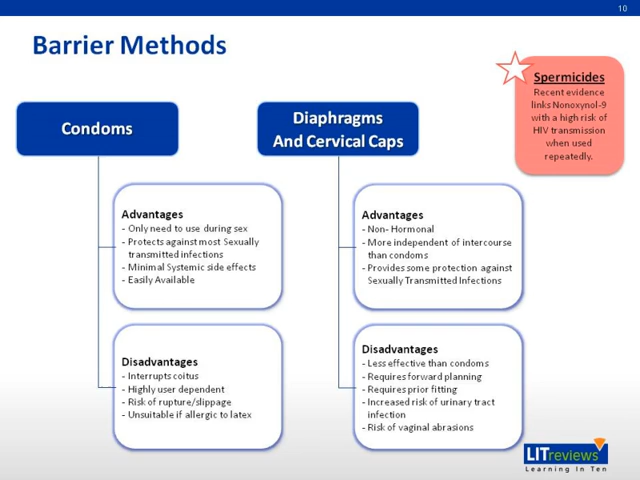 10
Barrier Methods
Spermicides
Recent evidence
links Nonoxynol-9
with a high risk of
HIV transmission
when used
repeatedly.
Condoms
Diaphragms
And Cervical Caps
Advantages
- Only need to use during sex
- Protects against most Sexually
transmitted infections
- Minimal Systemic side effects
- Easily Available
Advantages
- Non- Hormonal
- More independent of intercourse
than condoms
- Provides some protection against
Sexually Transmitted Infections
Disadvantages
- Interrupts coitus
- Highly user dependent
- Risk of rupture/slippage
- Unsuitable if allergic to latex
Disadvantages
- Less effective than condoms
- Requires forward planning
- Requires prior fitting
- Increased risk of urinary tract
infection
- Risk of vaginal abrasions
LITreviews
Learning In Ten